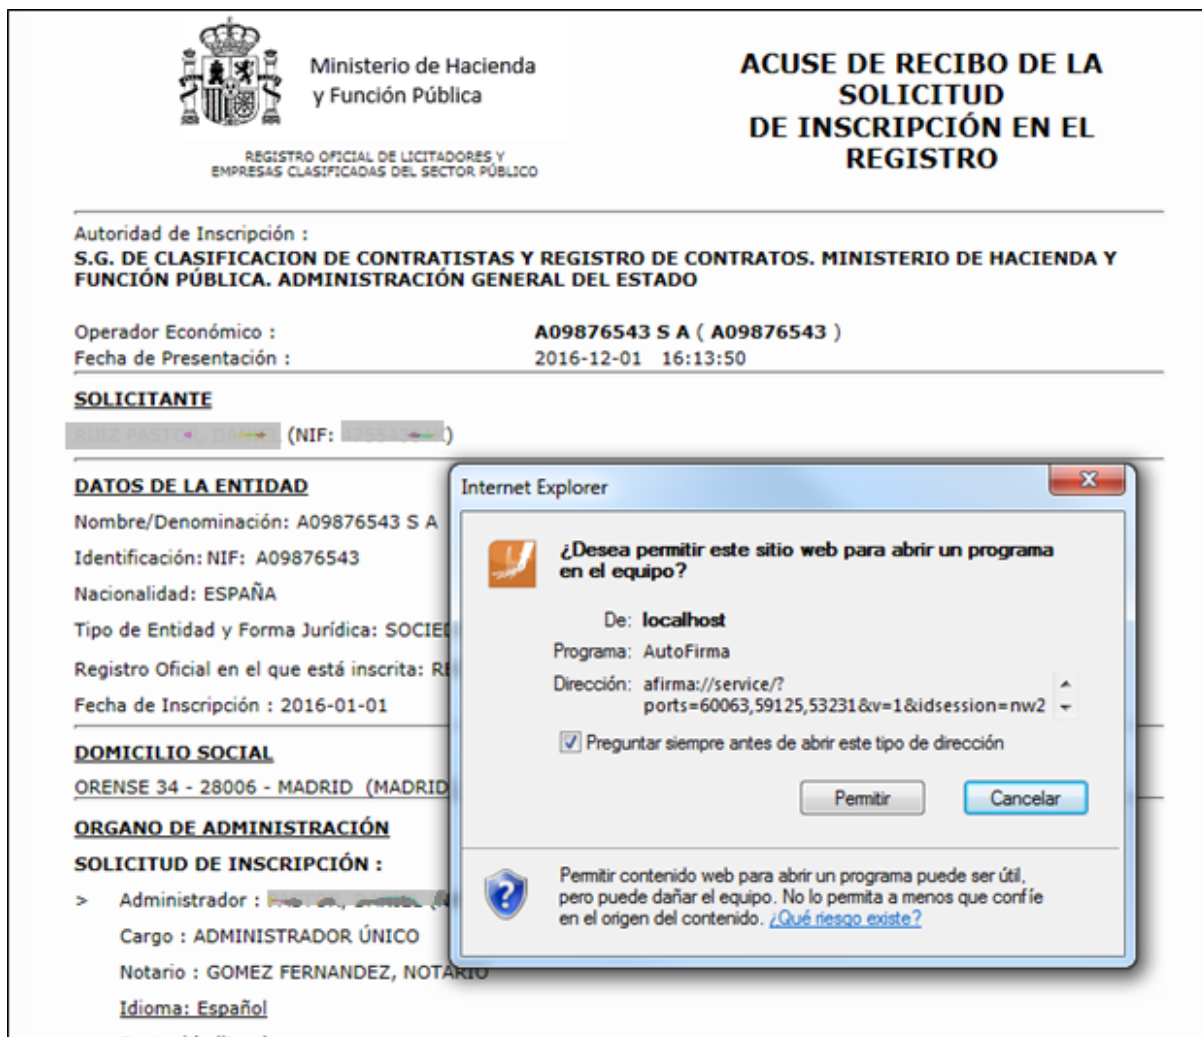 Ministerio de Hacienda
y Función Pública
REGISTRO OFICIAL DE LICITADORES Y
EMPRESAS CLASIFICADAS DEL SECTOR PÚBLICO
ACUSE DE RECIBO DE LA
SOLICITUD
DE INSCRIPCIÓN EN EL
REGISTRO
Autoridad de Inscripción :
S.G. DE CLASIFICACION DE CONTRATISTAS Y REGISTRO DE CONTRATOS. MINISTERIO DE HACIENDA Y
FUNCIÓN PÚBLICA. ADMINISTRACIÓN GENERAL DEL ESTADO
Operador Económico : A09876543 S A ( A09876543 )
Fecha de Presentación : 2016-12-01 16:13:50
SOLICITANTE
(NIF: )
DATOS DE LA ENTIDAD
Nombre/Denominación: A09876543 S A
Identificación: NIF: A09876543
Nacionalidad: ESPAÑA
Tipo de Entidad y Forma Jurídica:
Registro Oficial en el que está inscrita:
Fecha de Inscripción : 2016-01-01
DOMICILIO SOCIAL
ORENSE 34 - 28006 - MADRID (MADRID
ORGANO DE ADMINISTRACIÓN
SOLICITUD DE INSCRIPCIÓN :
> Administrador :
Cargo : ADMINISTRADOR ÚNICO
Notario : GOMEZ FERNANDEZ, NOTARIO
Idioma: Español
Internet Explorer
¿Desea permitir este sitio web para abrir un programa
en el equipo?
De: localhost
Programa: AutoFirma
Dirección: afirma://service/?
ports=60063,59125,53231&v=1&idsession=nw2
Preguntar siempre antes de abrir este tipo de dirección
Permitir Cancelar
Permitir contenido web para abrir un programa puede ser útil,
pero puede dañar el equipo. No lo permita a menos que confíe
en el origen del contenido. ¿Qué riesgo existe?